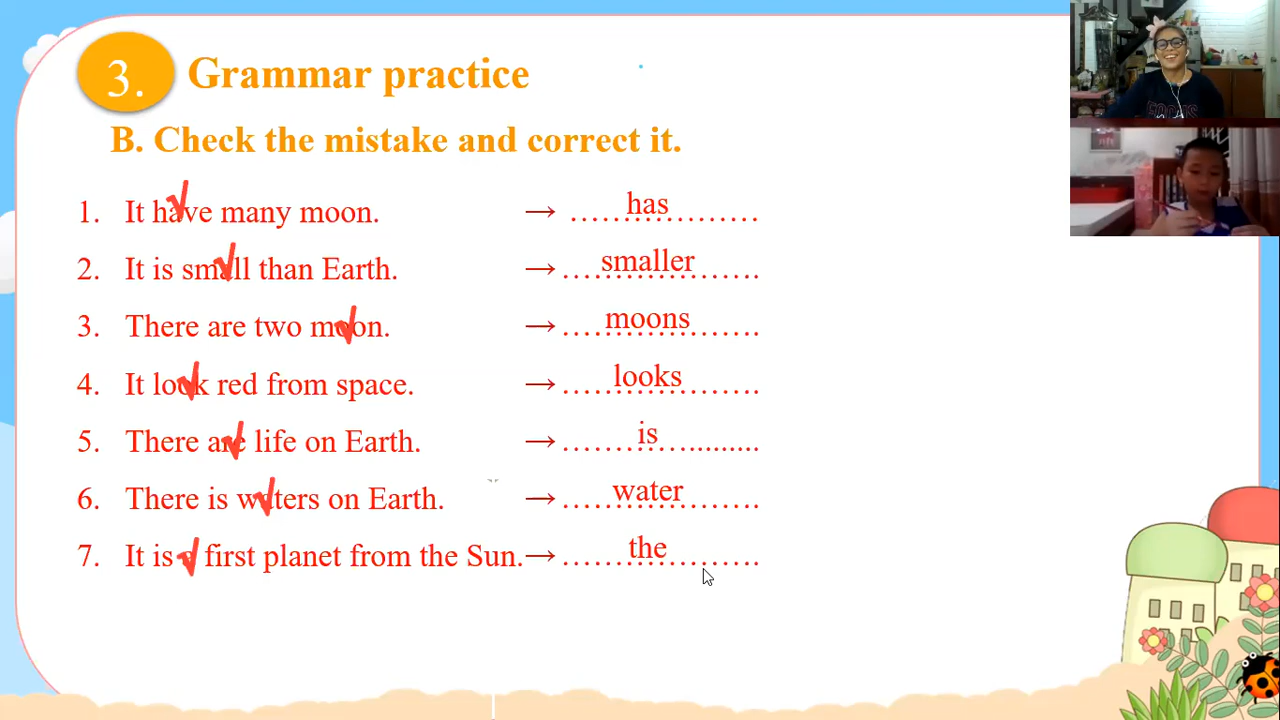 3. Grammar practice
B. Check the mistake and correct it.
1. It have many moon. → ...has...
2. It is small than Earth. → ...smaller...
3. There are two moon. → ...moons...
4. It look red from space. → ...looks...
5. There are life on Earth. → ...is...
6. There is waters on Earth. → ...water...
7. It is a first planet from the Sun. → ...the...